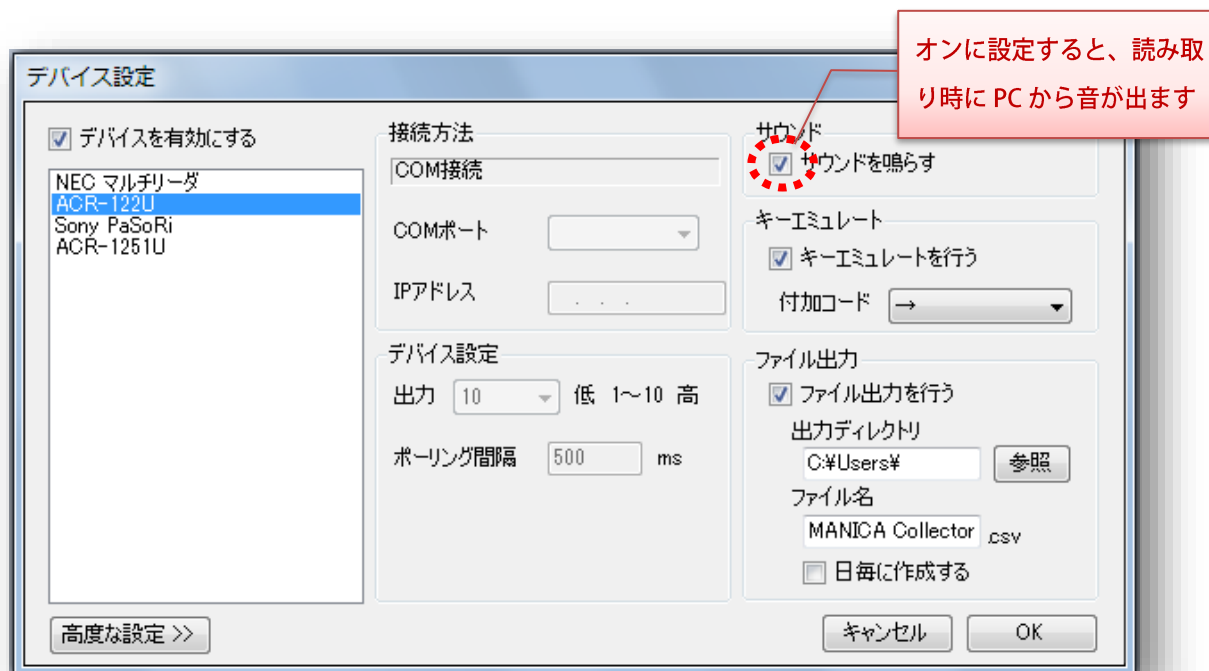 オンに設定すると、読み取
り時に PC から音が出ます
デバイス設定
デバイスを有効にする
NEC マルチリーダ
ACR-122U
Sony PaSoRi
ACR-1251U
高度な設定 >>
接続方法
COM接続
COMポート
IPアドレス
. . .
デバイス設定
出力 10 低 1～10 高
ポーリング間隔 500 ms
サウンド
サウンドを鳴らす
キーエミュレート
キーエミュレートを行う
付加コード →
ファイル出力
ファイル出力を行う
出力ディレクトリ
C:¥Users¥ 参照
ファイル名
MANICA Collector .csv
日毎に作成する
キャンセル OK